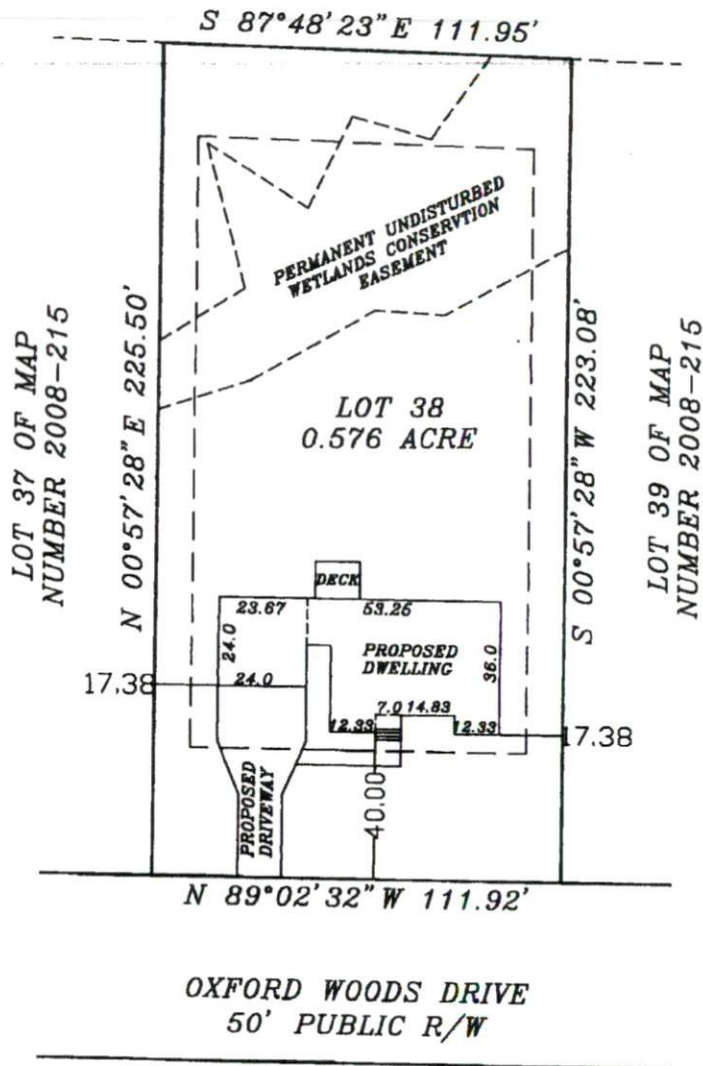 S 87°48'23"E 111.95'
PERMANENT UNDISTURBED
WETLANDS CONSERVTION
EASEMENT
LOT 37 OF MAP
NUMBER 2008-215
N 00°57'28"E 225.50'
LOT 38
0.576 ACRE
S 00°57'28"W 223.08'
LOT 39 OF MAP
NUMBER 2008-215
DECK
23.67
53.25
24.0
PROPOSED
DWELLING
36.0
17.38
24.0
7.0
14.83
12.33
12.33
17.38
PROPOSED
DRIVEWAY
40.00
N 89°02'32"W 111.92'
OXFORD WOODS DRIVE
50' PUBLIC R/W